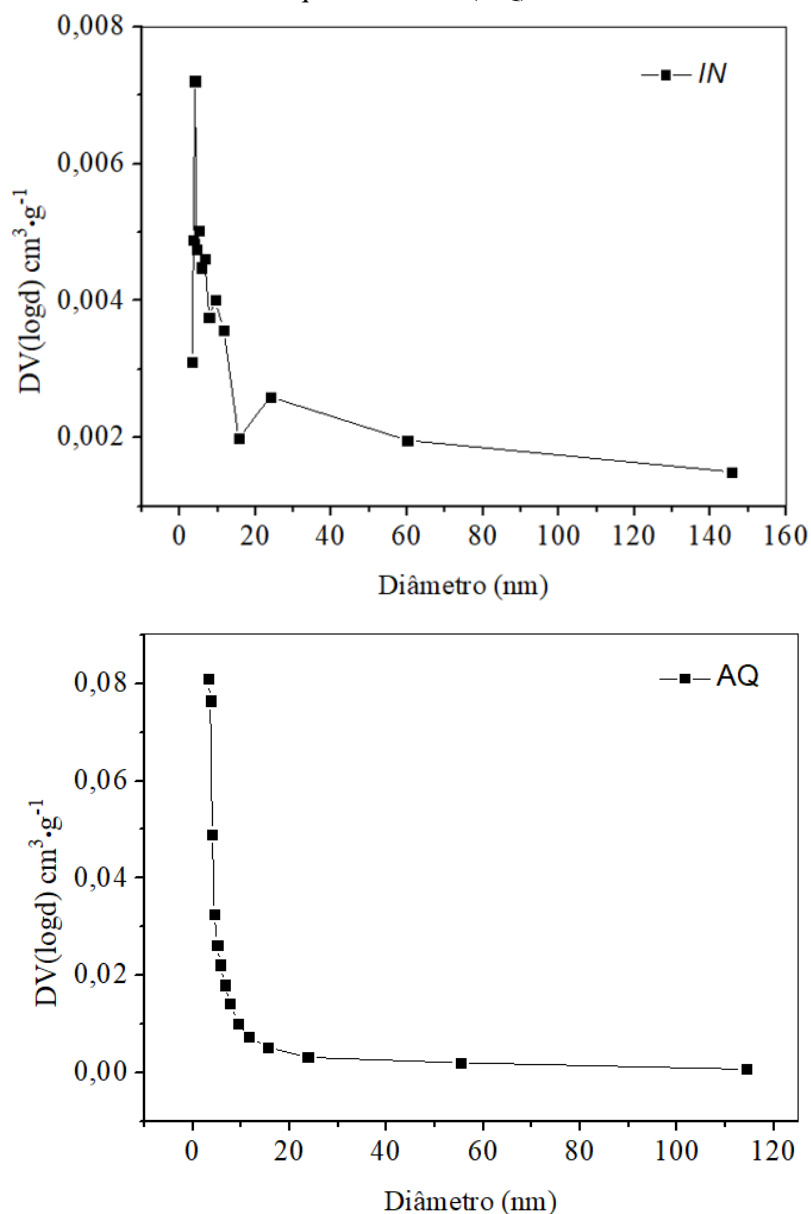 0,008
IN
0,006
0,004
0,002
DV(logd) cm³•g⁻¹
0 20 40 60 80 100 120 140 160
Diâmetro (nm)
AQ
0,08
0,06
0,04
0,02
0,00
DV(logd) cm³•g⁻¹
0 20 40 60 80 100 120
Diâmetro (nm)